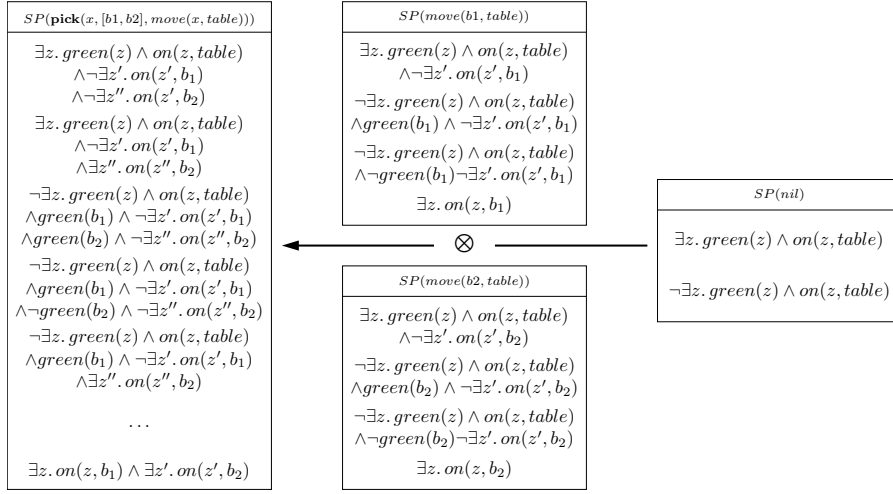 SP(pick(x, [b1, b2], move(x, table)))
∃z. green(z) ∧ on(z, table)
∧¬∃z′. on(z′, b₁)
∧¬∃z″. on(z″, b₂)
∃z. green(z) ∧ on(z, table)
∧¬∃z′. on(z′, b₁)
∧∃z″. on(z″, b₂)
¬∃z. green(z) ∧ on(z, table)
∧green(b₁) ∧ ¬∃z′. on(z′, b₁)
∧green(b₂) ∧ ¬∃z″. on(z″, b₂)
¬∃z. green(z) ∧ on(z, table)
∧green(b₁) ∧ ¬∃z′. on(z′, b₁)
∧¬green(b₂) ∧ ¬∃z″. on(z″, b₂)
¬∃z. green(z) ∧ on(z, table)
∧green(b₁) ∧ ¬∃z′. on(z′, b₁)
∧∃z″. on(z″, b₂)
...
∃z. on(z, b₁) ∧ ∃z′. on(z′, b₂)
SP(move(b1, table))
∃z. green(z) ∧ on(z, table)
∧¬∃z′. on(z′, b₁)
¬∃z. green(z) ∧ on(z, table)
∧green(b₁) ∧ ¬∃z′. on(z′, b₁)
¬∃z. green(z) ∧ on(z, table)
∧¬green(b₁)¬∃z′. on(z′, b₁)
∃z. on(z, b₁)
⊗
SP(move(b2, table))
∃z. green(z) ∧ on(z, table)
∧¬∃z′. on(z′, b₂)
¬∃z. green(z) ∧ on(z, table)
∧green(b₂) ∧ ¬∃z′. on(z′, b₂)
¬∃z. green(z) ∧ on(z, table)
∧¬green(b₂)¬∃z′. on(z′, b₂)
∃z. on(z, b₂)
SP(nil)
∃z. green(z) ∧ on(z, table)
¬∃z. green(z) ∧ on(z, table)